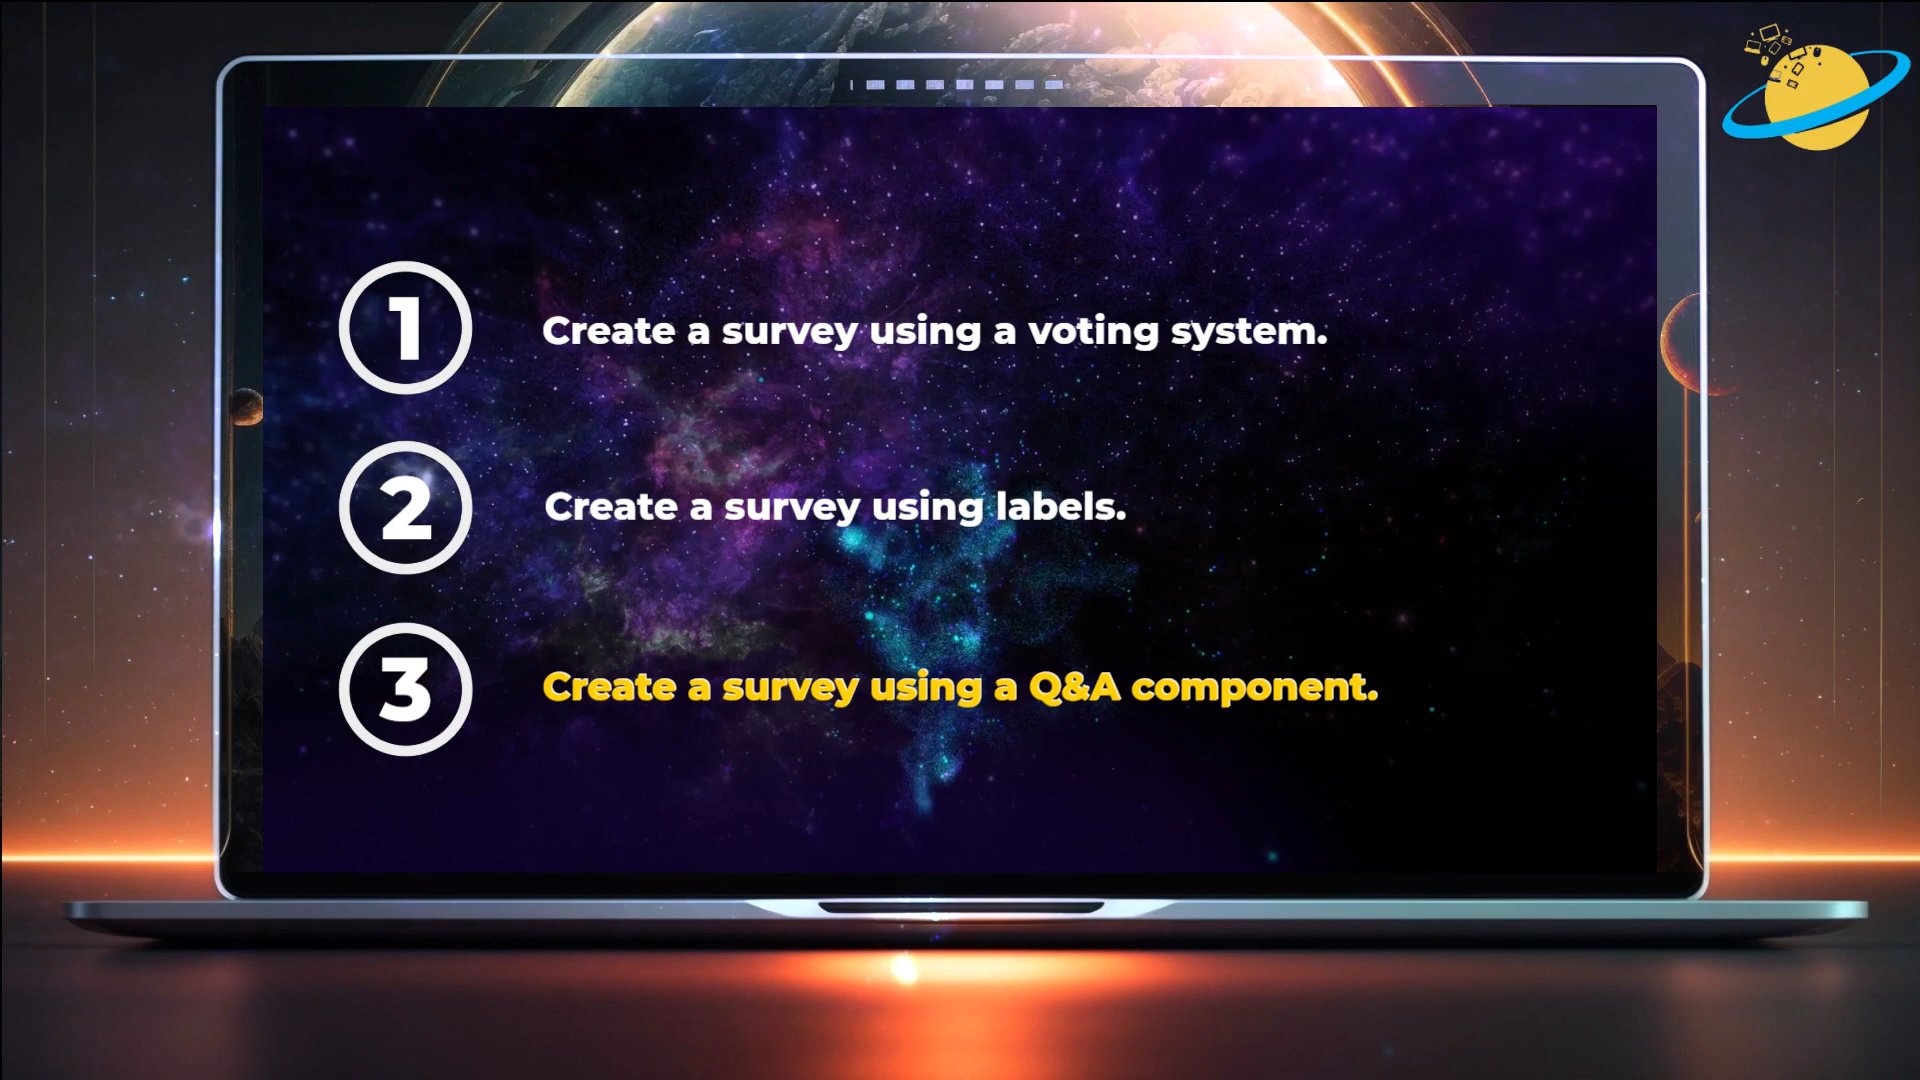 1
Create a survey using a voting system.
2
Create a survey using labels.
3
Create a survey using a Q&A component.